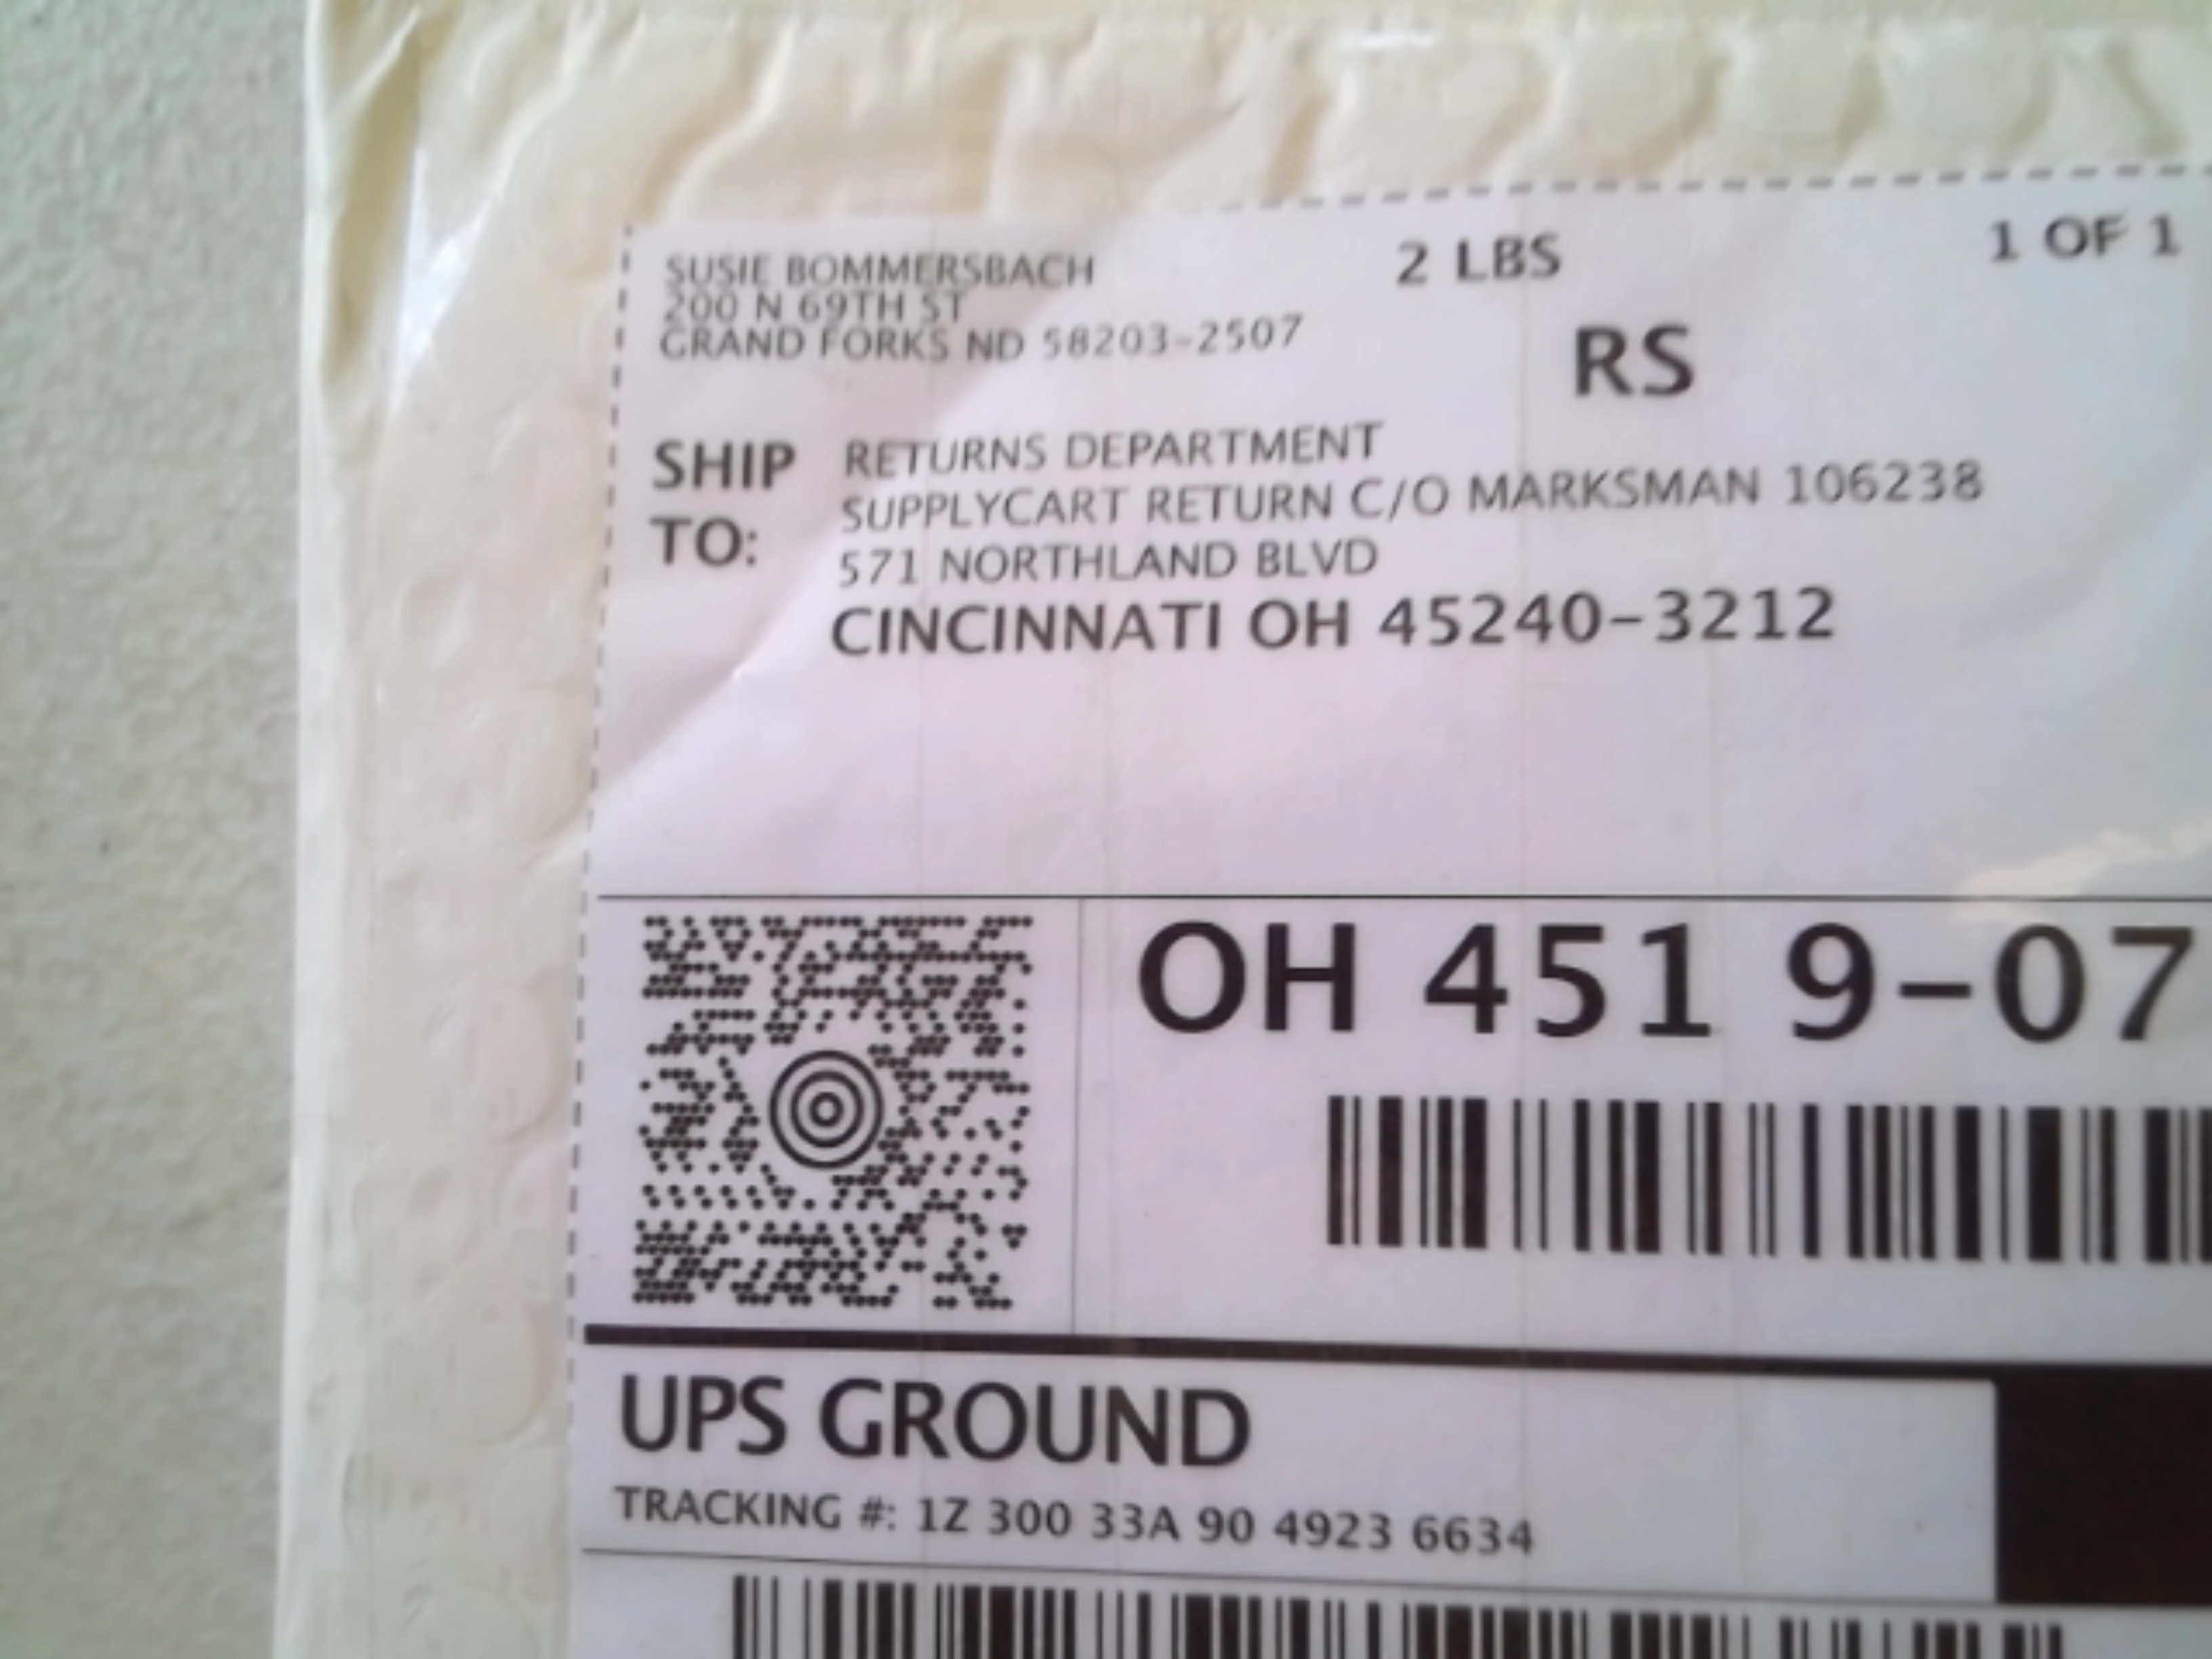 SUSIE BOMMERSBACH
200 N 69TH ST
GRAND FORKS ND 58203-2507
2 LBS
1 OF 1
RS
SHIP TO:
RETURNS DEPARTMENT
SUPPLYCART RETURN C/O MARKSMAN 106238
571 NORTHLAND BLVD
CINCINNATI OH 45240-3212
OH 451 9-07
UPS GROUND
TRACKING #: 1Z 300 33A 90 4923 6634